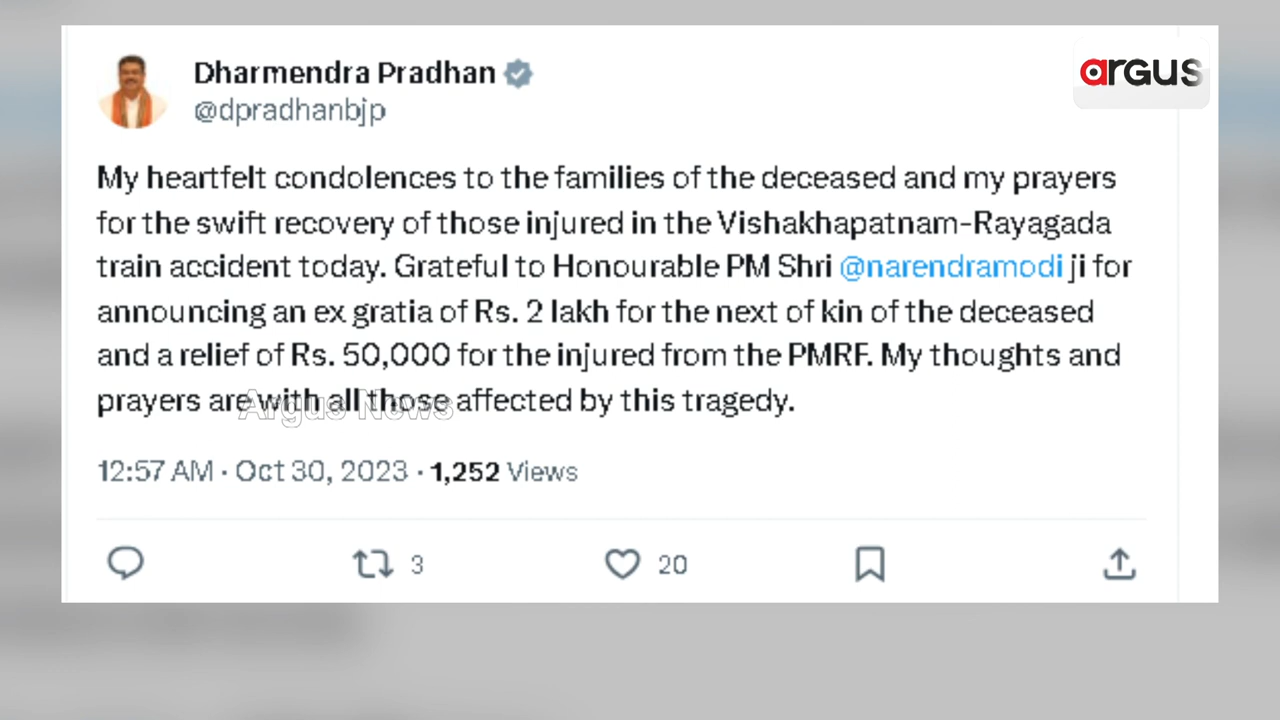 Dharmendra Pradhan
@dpradhanbjp
argus
My heartfelt condolences to the families of the deceased and my prayers
for the swift recovery of those injured in the Vishakhapatnam-Rayagada
train accident today. Grateful to Honourable PM Shri @narendramodi ji for
announcing an ex gratia of Rs. 2 lakh for the next of kin of the deceased
and a relief of Rs. 50,000 for the injured from the PMRF. My thoughts and
prayers are with all those affected by this tragedy.
Argus News
12:57 AM · Oct 30, 2023 · 1,252 Views
3
20